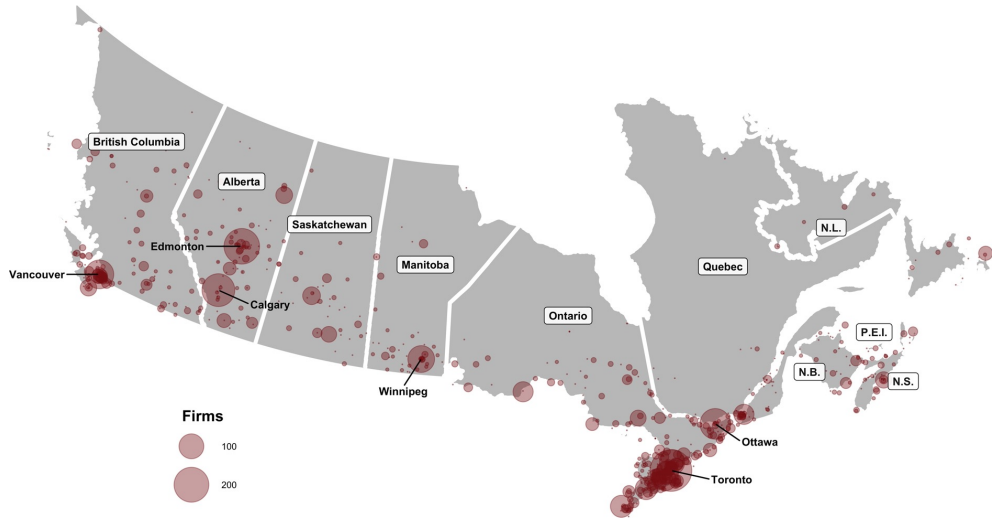 British Columbia
Alberta
Saskatchewan
Manitoba
Ontario
Quebec
N.L.
P.E.I.
N.B.
N.S.
Edmonton
Vancouver
Calgary
Winnipeg
Ottawa
Toronto
Firms
100
200